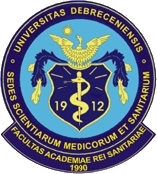 UNIVERSITAS DEBRECENIENSIS
SEDES SCIENTIARUM MEDICORUM ET SANITARIUM
19 12
FACULTAS ACADEMIAE REI SANITARIAE
1990